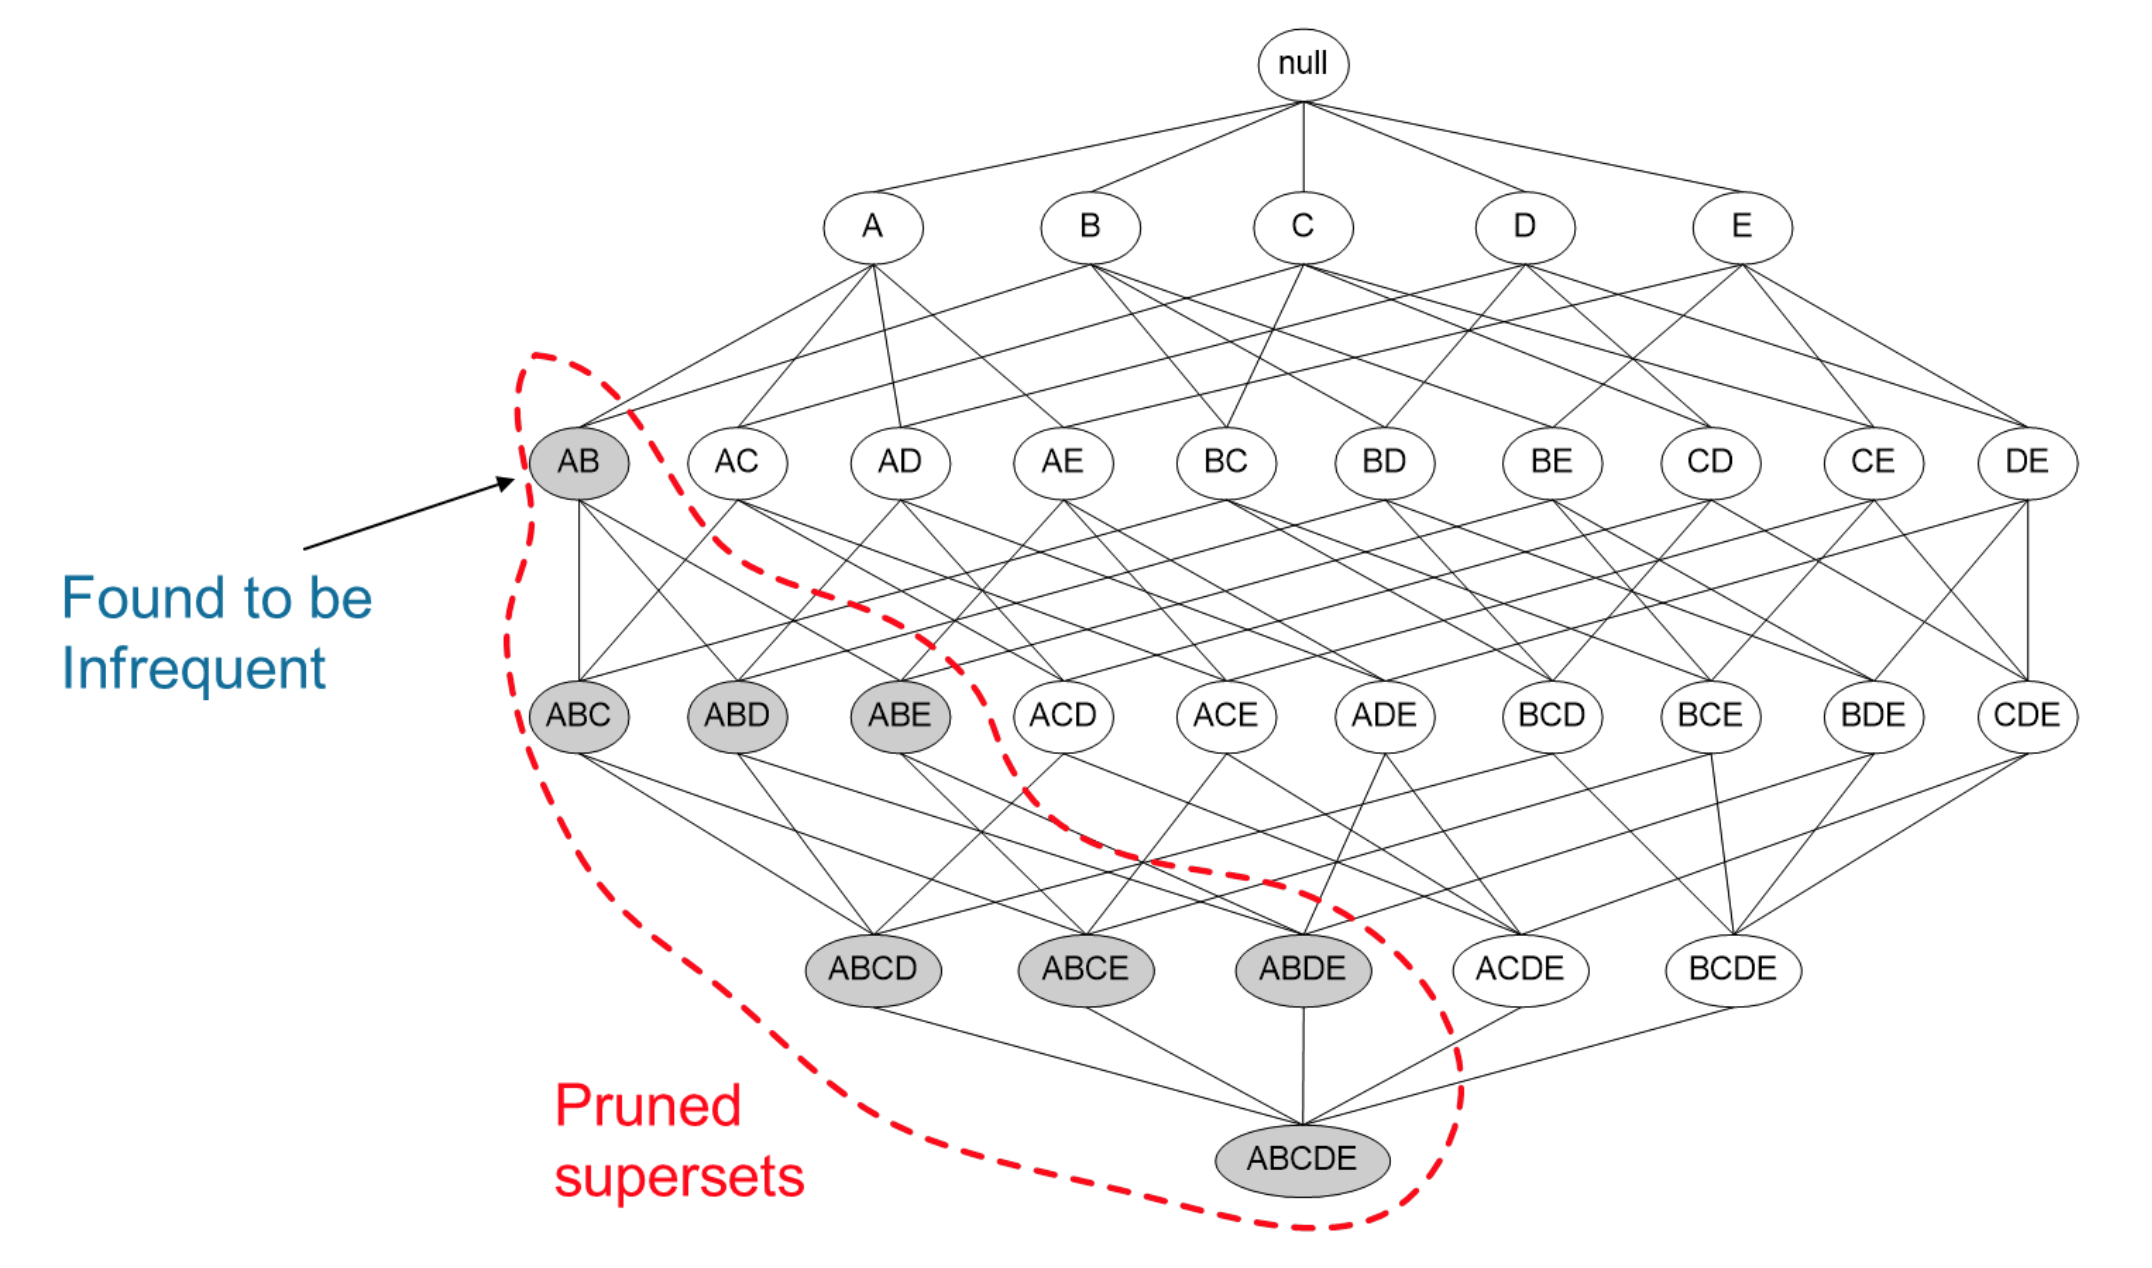 null
A B C D E
AB AC AD AE BC BD BE CD CE DE
Found to be
Infrequent
ABC ABD ABE ACD ACE ADE BCD BCE BDE CDE
ABCD ABCE ABDE ACDE BCDE
Pruned
supersets
ABCDE